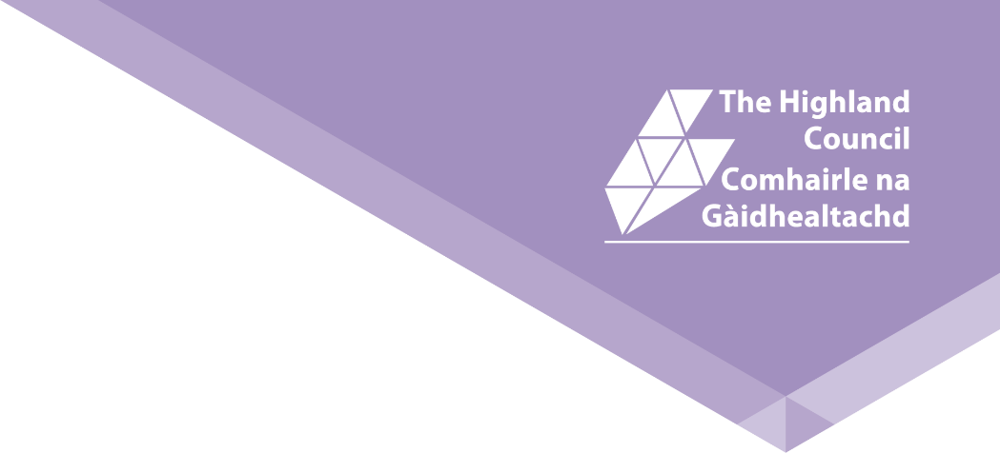 The Highland
Council
Comhairle na
Gàidhealtachd